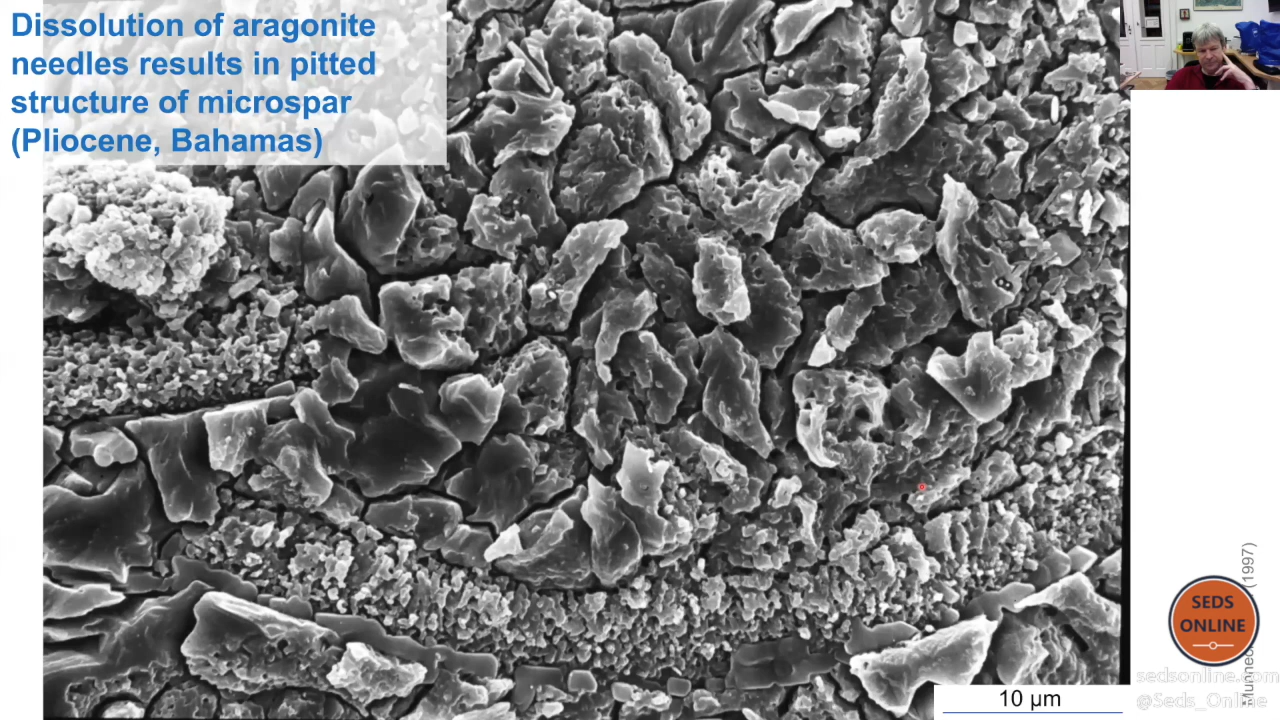 Dissolution of aragonite
needles results in pitted
structure of microspar
(Pliocene, Bahamas)
(1997)
SEDS
ONLINE
sedsonline.com
@Seds_Online
10 µm